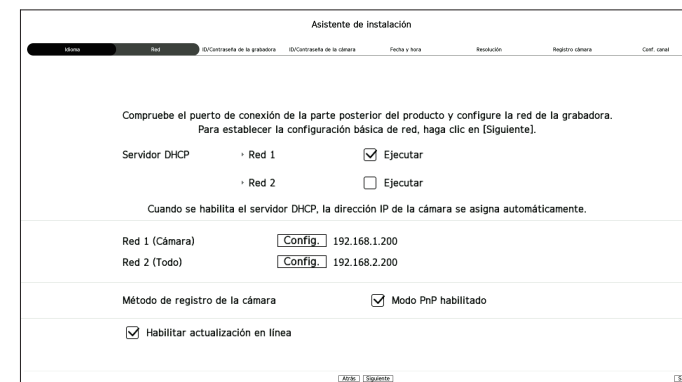 Asistente de instalación
Idioma Red ID/Contraseña de la grabadora ID/Contraseña de la cámara Fecha y hora Resolución Registro cámara Conf. canal
Compruebe el puerto de conexión de la parte posterior del producto y configure la red de la grabadora.
Para establecer la configuración básica de red, haga clic en [Siguiente].
Servidor DHCP Red 1 Ejecutar
Red 2 Ejecutar
Cuando se habilita el servidor DHCP, la dirección IP de la cámara se asigna automáticamente.
Red 1 (Cámara) Config. 192.168.1.200
Red 2 (Todo) Config. 192.168.2.200
Método de registro de la cámara Modo PnP habilitado
Habilitar actualización en línea
Atrás Siguiente